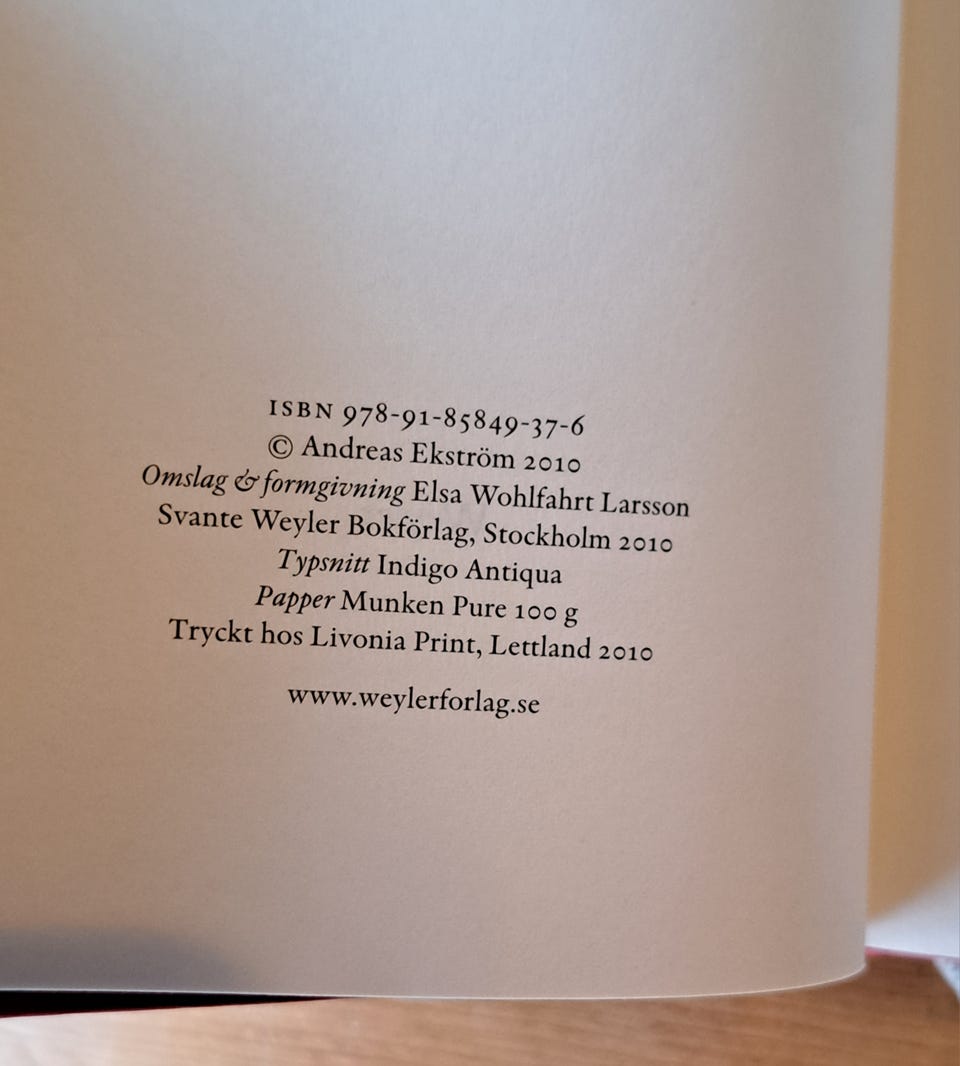 ISBN 978-91-85849-37-6
© Andreas Ekström 2010
Omslag & formgivning Elsa Wohlfahrt Larsson
Svante Weyler Bokförlag, Stockholm 2010
Typsnitt Indigo Antiqua
Papper Munken Pure 100 g
Tryckt hos Livonia Print, Lettland 2010
www.weylerforlag.se